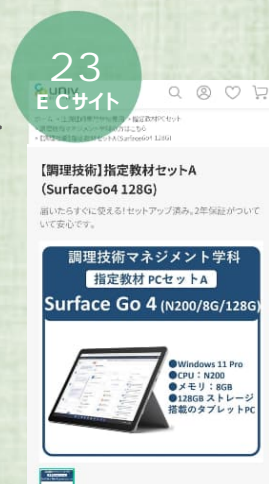 23
ECサイト
univ
【調理技術】指定教材セットA
(SurfaceGo4 128G)
届いたらすぐに使える!セットアップ済み。2年保証がついて
いて安心です。
調理技術マネジメント学科
指定教材 PCセットA
Surface Go 4 (N200/8G/128G)
●Windows 11 Pro
●CPU:N200
●メモリ:8GB
●128GB ストレージ
搭載のタブレットPC